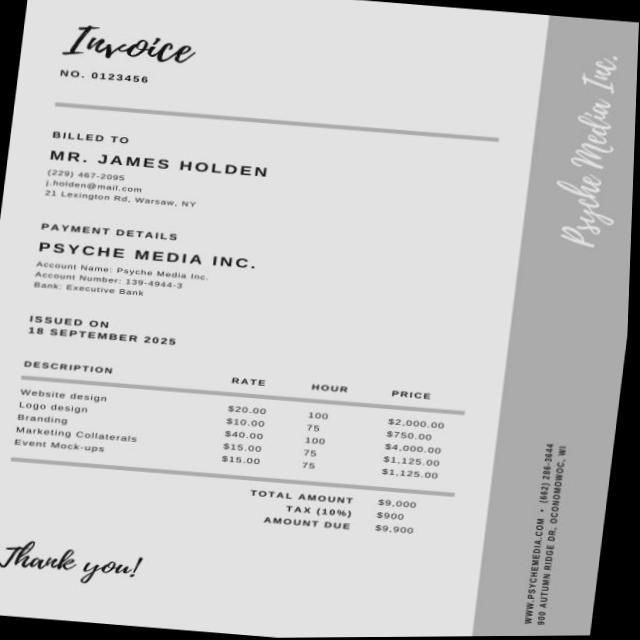 Invoice
NO. 0123456
BILLED TO
MR. JAMES HOLDEN
(229) 467-2095
j.holden@mail.com
21 Lexington Rd, Warsaw, NY
PAYMENT DETAILS
PSYCHE MEDIA INC.
Account Name: Psyche Media Inc.
Account Number: 139-4944-3
Bank: Executive Bank
ISSUED ON
18 SEPTEMBER 2025
DESCRIPTION RATE HOUR PRICE
Website design $20.00 100 $2,000.00
Logo design $10.00 75 $750.00
Branding $40.00 100 $4,000.00
Marketing Collaterals $15.00 75 $1,125.00
Event Mock-ups $15.00 75 $1,125.00
TOTAL AMOUNT $9,000
TAX (10%) $900
AMOUNT DUE $9,900
Thank you!
Psyche Media Inc.
WWW.PSYCHEMEDIA.COM • (662) 286-3644
900 AUTUMN RIDGE DR, OCONOMOWOC, WI